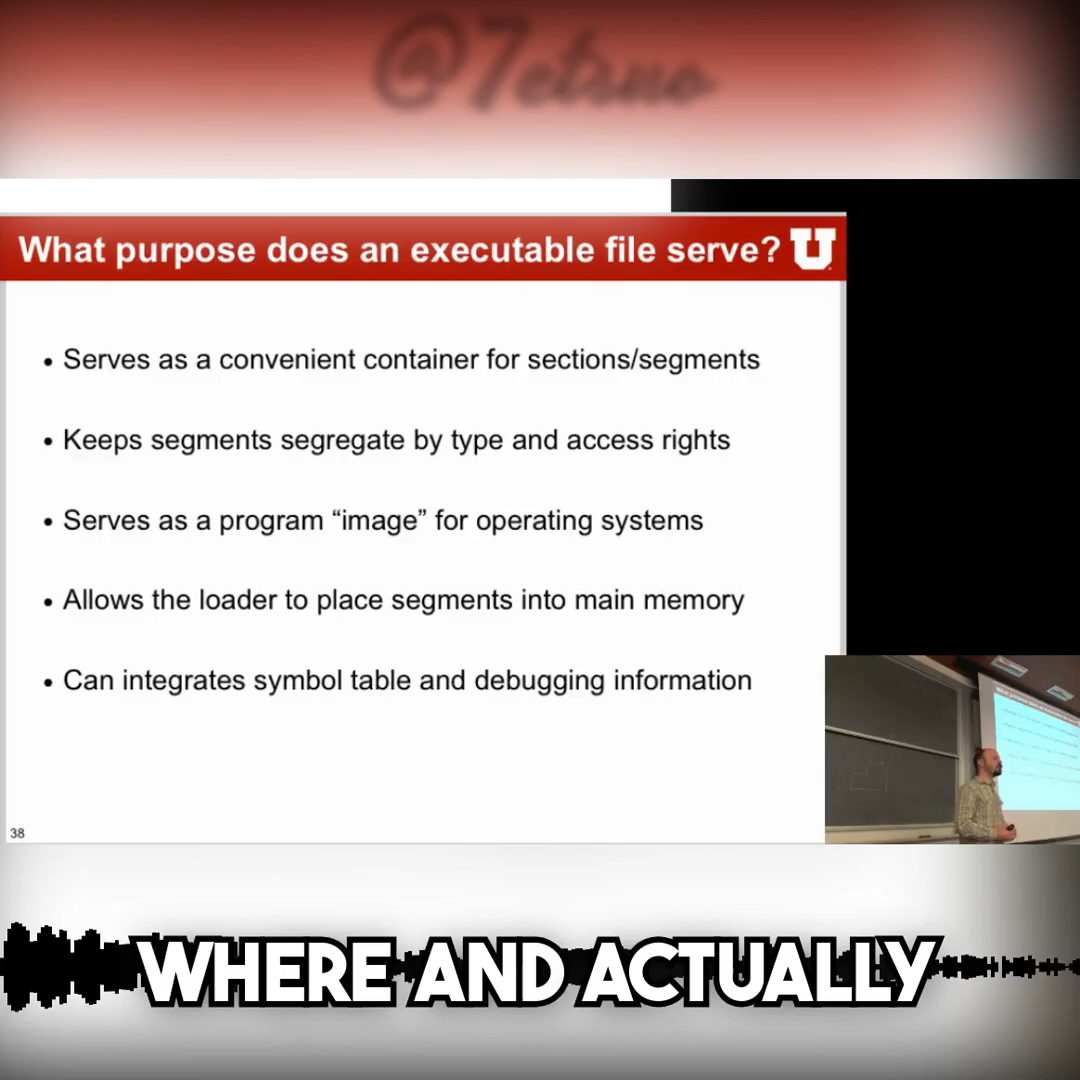 @7etsuo
What purpose does an executable file serve? U
• Serves as a convenient container for sections/segments
• Keeps segments segregate by type and access rights
• Serves as a program “image” for operating systems
• Allows the loader to place segments into main memory
• Can integrates symbol table and debugging information
38
WHERE AND ACTUALLY